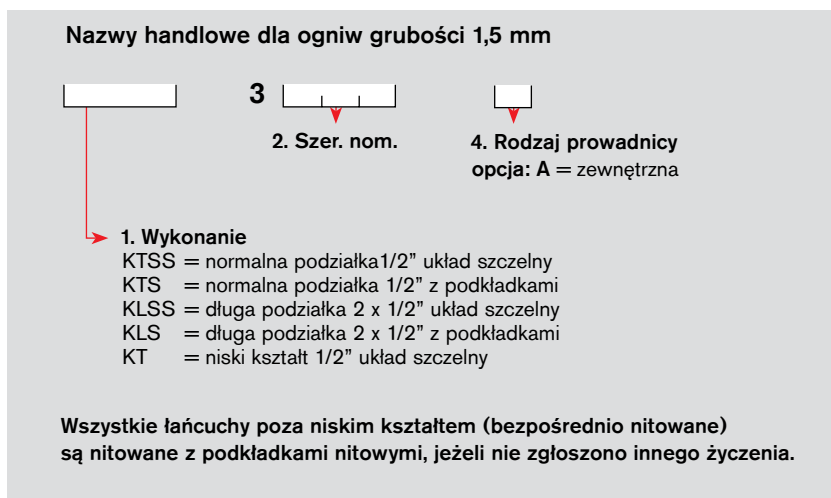 Nazwy handlowe dla ogniw grubości 1,5 mm
3
2. Szer. nom.
4. Rodzaj prowadnicy
opcja: A = zewnętrzna
1. Wykonanie
KTSS = normalna podziałka1/2” układ szczelny
KTS = normalna podziałka 1/2” z podkładkami
KLSS = długa podziałka 2 x 1/2” układ szczelny
KLS = długa podziałka 2 x 1/2” z podkładkami
KT = niski kształt 1/2” układ szczelny
Wszystkie łańcuchy poza niskim kształtem (bezpośrednio nitowane)
są nitowane z podkładkami nitowymi, jeżeli nie zgłoszono innego życzenia.